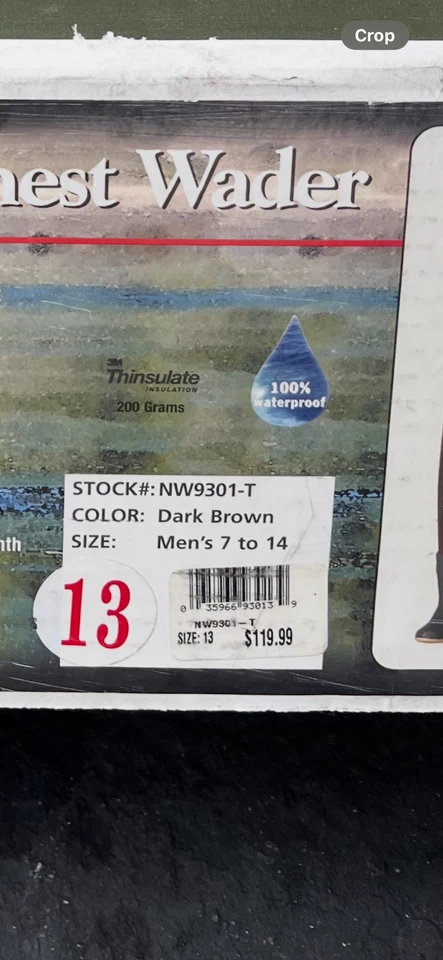 Crop
hest Wader
3M
Thinsulate
INSULATION
200 Grams
100%
waterproof
STOCK#: NW9301-T
COLOR: Dark Brown
SIZE: Men's 7 to 14
13
0 35966 93013 9
NW9301-T
SIZE: 13 $119.99